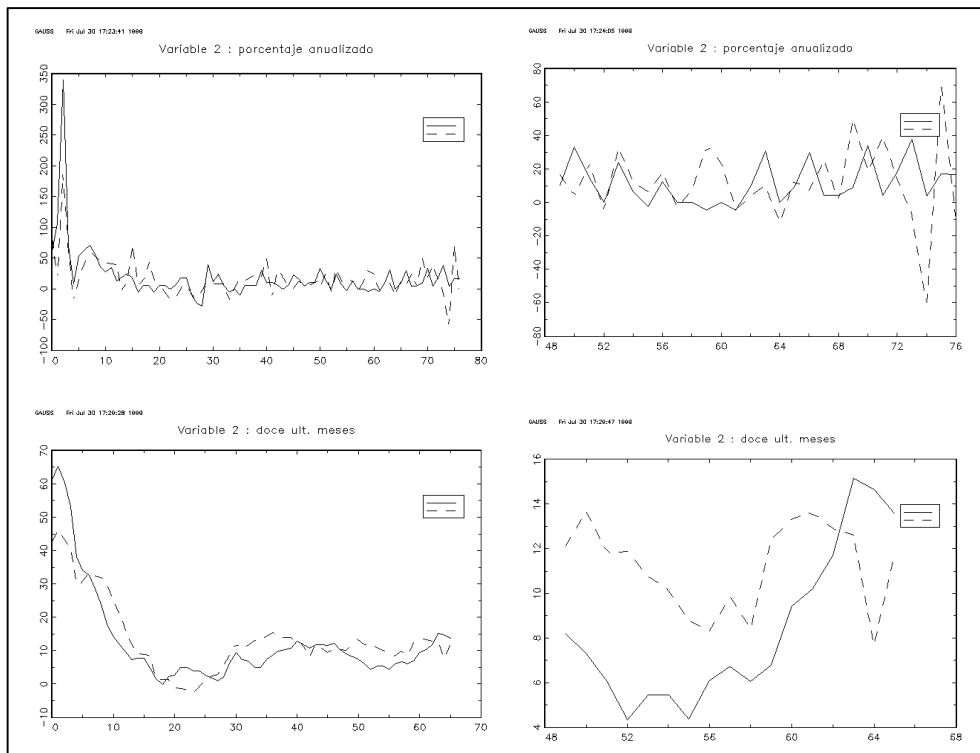 GAUSS Fri Jul 30 17:23:41 1998
Variable 2 : porcentaje anualizado
350
300
250
200
150
100
50
0
-50
-100
0 10 20 30 40 50 60 70 80
GAUSS Fri Jul 30 17:24:05 1998
Variable 2 : porcentaje anualizado
80
60
40
20
0
-20
-40
-60
-80
48 52 56 60 64 68 72 76
GAUSS Fri Jul 30 17:20:28 1998
Variable 2 : doce ult. meses
70
60
50
40
30
20
10
0
-10
0 10 20 30 40 50 60 70
GAUSS Fri Jul 30 17:20:47 1998
Variable 2 : doce ult. meses
16
14
12
10
8
6
4
48 52 56 60 64 68